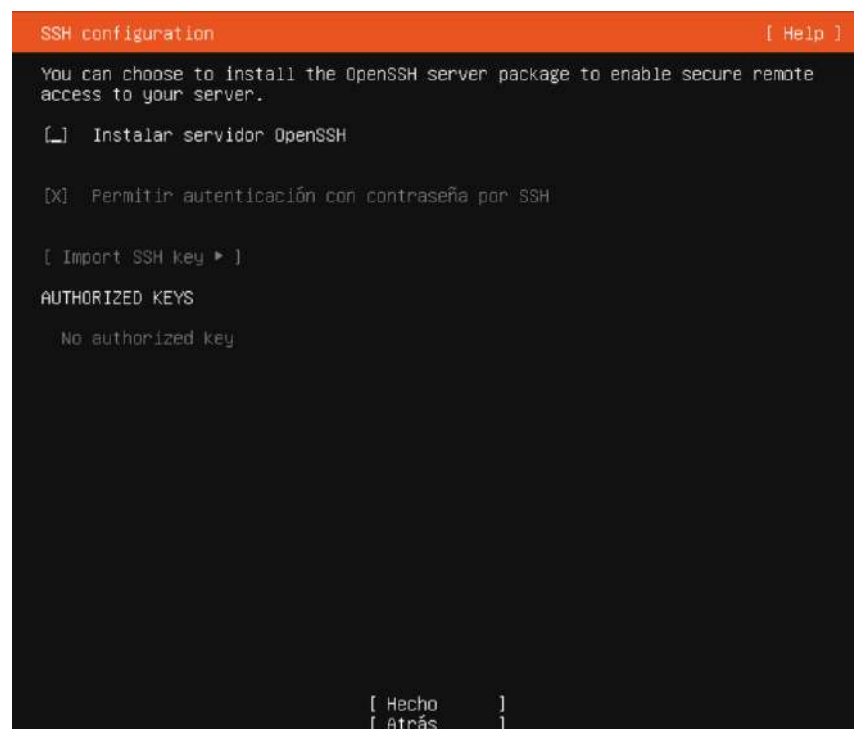 SSH configuration [ Help ]
You can choose to install the OpenSSH server package to enable secure remote
access to your server.
[_] Instalar servidor OpenSSH
[X] Permitir autenticación con contraseña por SSH
[ Import SSH key ▸ ]
AUTHORIZED KEYS
No authorized key
[ Hecho ]
[ Atrás ]